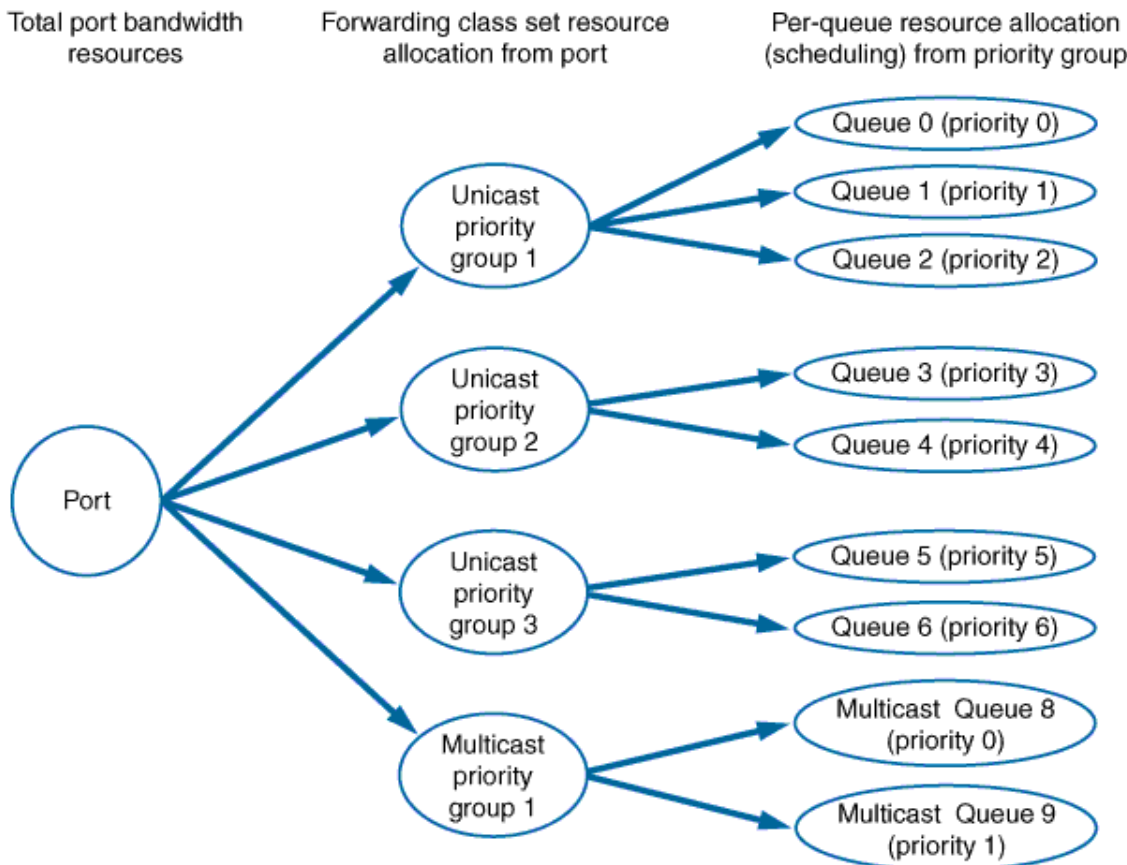 Total port bandwidth
resources
Forwarding class set resource
allocation from port
Per-queue resource allocation
(scheduling) from priority group
Port
Unicast
priority
group 1
Queue 0 (priority 0)
Queue 1 (priority 1)
Queue 2 (priority 2)
Unicast
priority
group 2
Queue 3 (priority 3)
Queue 4 (priority 4)
Unicast
priority
group 3
Queue 5 (priority 5)
Queue 6 (priority 6)
Multicast
priority
group 1
Multicast Queue 8
(priority 0)
Multicast Queue 9
(priority 1)